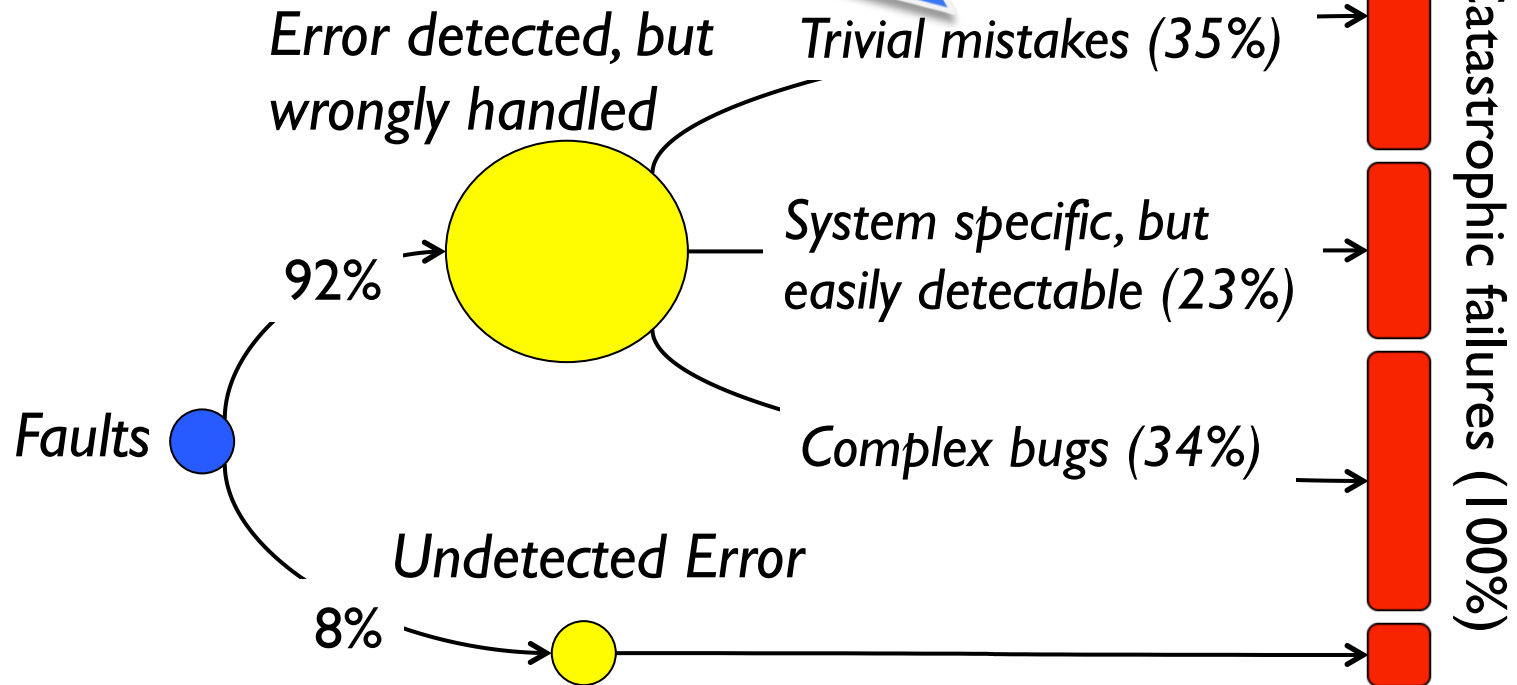 Error detected, but
wrongly handled
Trivial mistakes (35%)
System specific, but
easily detectable (23%)
92%
Faults
Complex bugs (34%)
Undetected Error
8%
failures (100%)